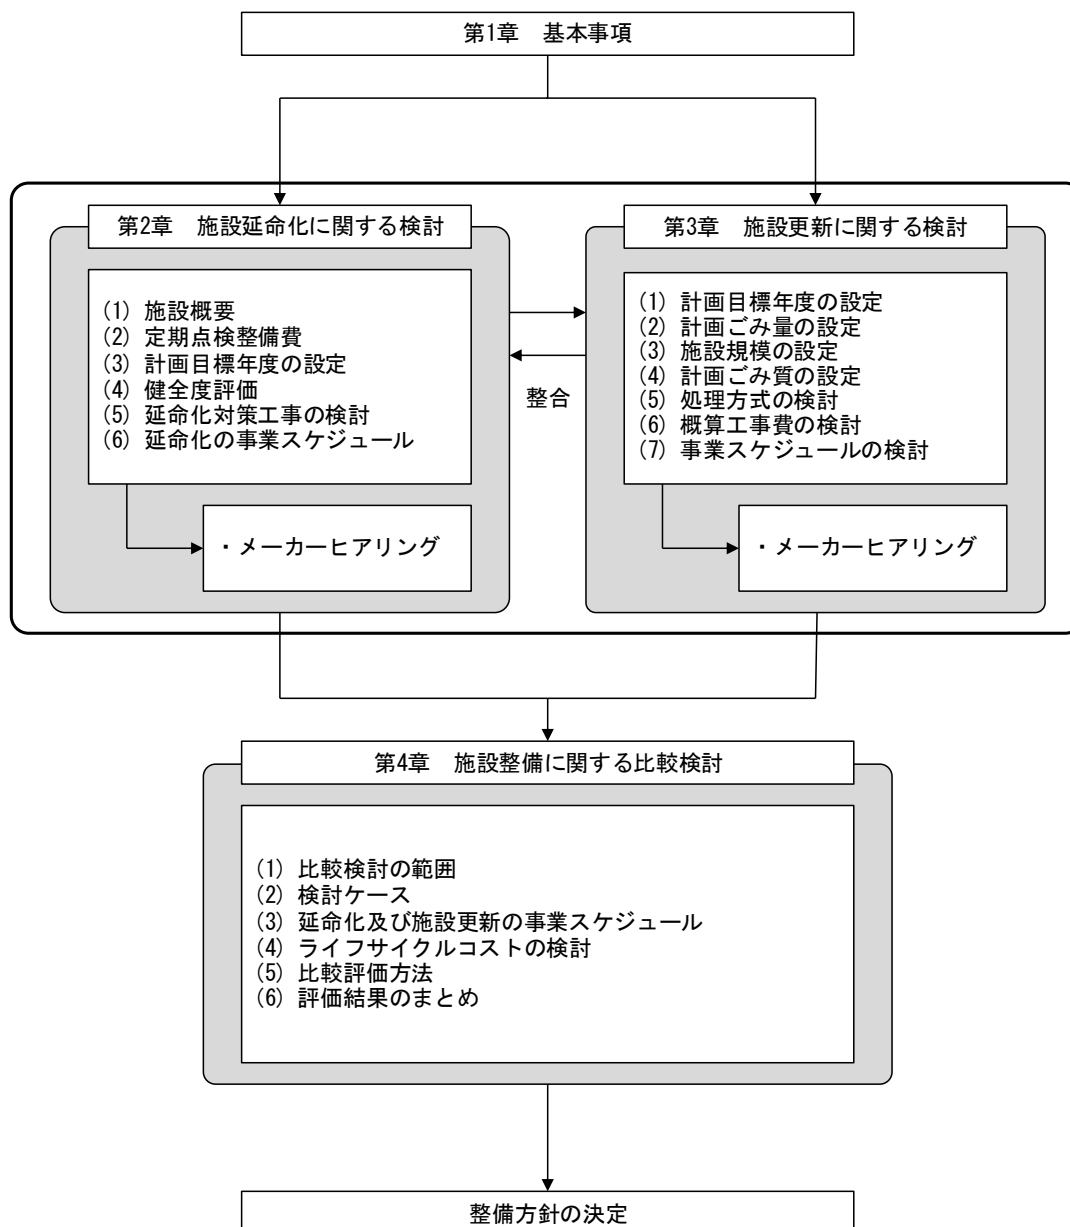 第1章　基本事項
第2章　施設延命化に関する検討
(1) 施設概要
(2) 定期点検整備費
(3) 計画目標年度の設定
(4) 健全度評価
(5) 延命化対策工事の検討
(6) 延命化の事業スケジュール
・メーカーヒアリング
整合
第3章　施設更新に関する検討
(1) 計画目標年度の設定
(2) 計画ごみ量の設定
(3) 施設規模の設定
(4) 計画ごみ質の設定
(5) 処理方式の検討
(6) 概算工事費の検討
(7) 事業スケジュールの検討
・メーカーヒアリング
第4章　施設整備に関する比較検討
(1) 比較検討の範囲
(2) 検討ケース
(3) 延命化及び施設更新の事業スケジュール
(4) ライフサイクルコストの検討
(5) 比較評価方法
(6) 評価結果のまとめ
整備方針の決定